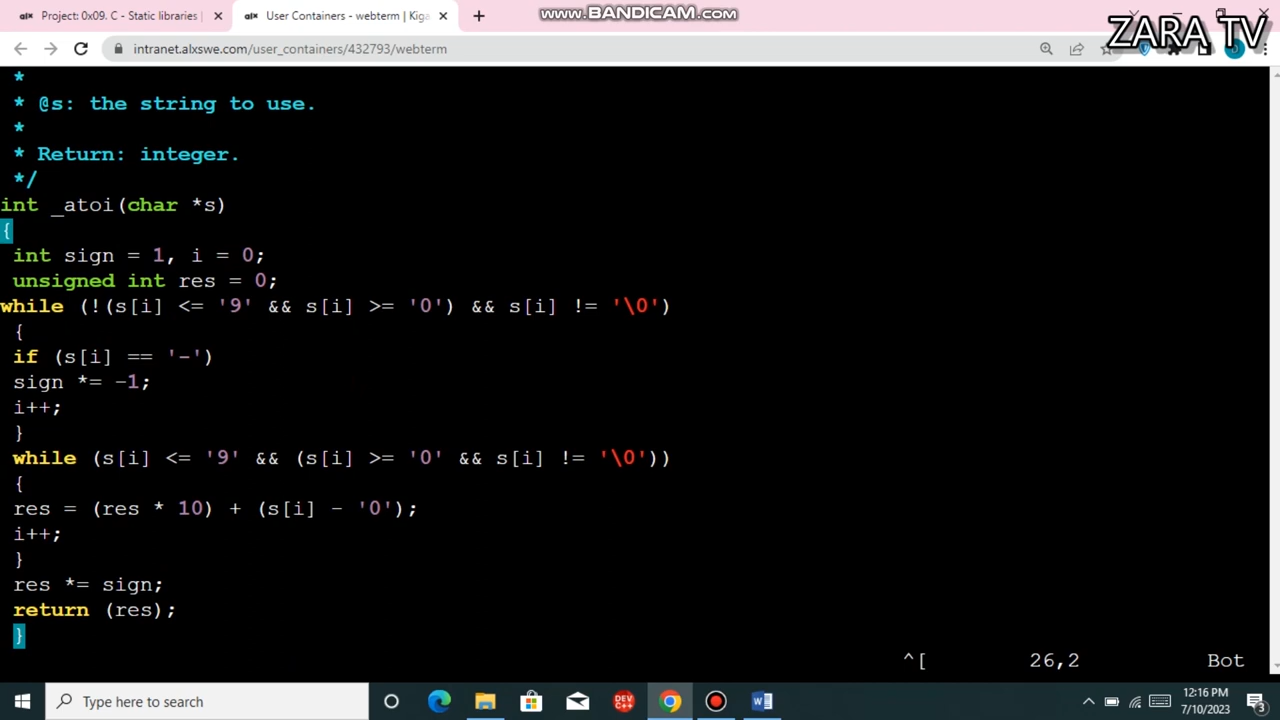 Project: 0x09. C - Static libraries |
User Containers - webterm | Kiga
www.BANDICAM.com
ZARA TV
intranet.alxswe.com/user_containers/432793/webterm
*
* @s: the string to use.
*
* Return: integer.
*/
int _atoi(char *s)
{
int sign = 1, i = 0;
unsigned int res = 0;
while (!(s[i] <= '9' && s[i] >= '0') && s[i] != '\0')
{
if (s[i] == '-')
sign *= -1;
i++;
}
while (s[i] <= '9' && (s[i] >= '0' && s[i] != '\0'))
{
res = (res * 10) + (s[i] - '0');
i++;
}
res *= sign;
return (res);
}
^[ 26,2 Bot
Type here to search
DEV C++
12:16 PM
7/10/2023
3